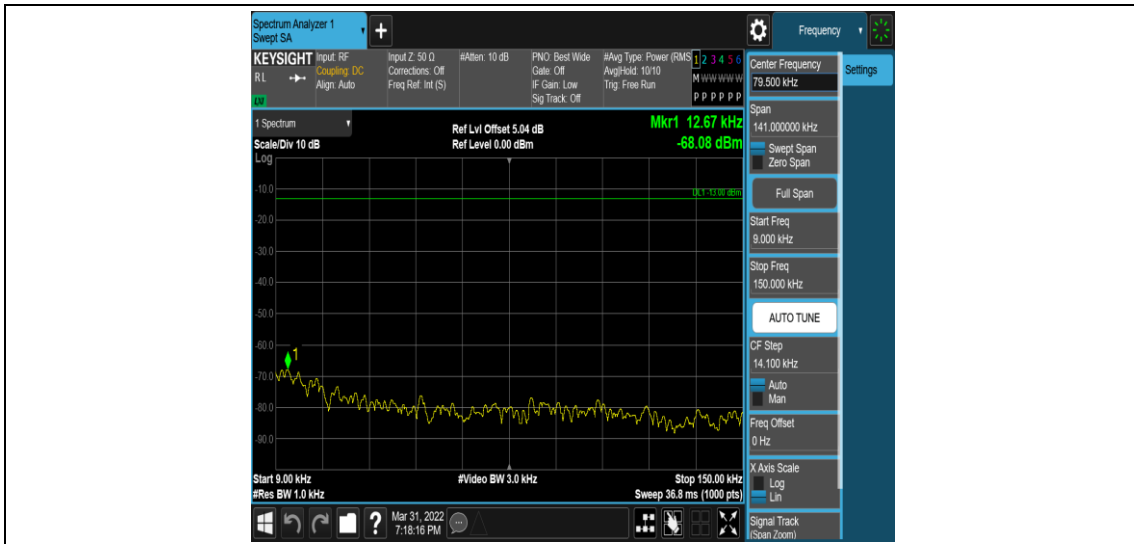 Spectrum Analyzer 1
Swept SA
+
Frequency
KEYSIGHT
RL
LXI
Input: RF
Coupling: DC
Align: Auto
Input Z: 50 Ω
Corrections: Off
Freq Ref: Int (S)
#Atten: 10 dB
PNO: Best Wide
Gate: Off
IF Gain: Low
Sig Track: Off
#Avg Type: Power (RMS
Avg|Hold: 10/10
Trig: Free Run
1 2 3 4 5 6
M W W W W W
P P P P P P
Center Frequency
79.500 kHz
Settings
1 Spectrum
Scale/Div 10 dB
Ref Lvl Offset 5.04 dB
Ref Level 0.00 dBm
Mkr1 12.67 kHz
-68.08 dBm
Span
141.000000 kHz
Swept Span
Zero Span
Full Span
Start Freq
9.000 kHz
Stop Freq
150.000 kHz
AUTO TUNE
CF Step
14.100 kHz
Auto
Man
Freq Offset
0 Hz
X Axis Scale
Log
Lin
Signal Track
(Span Zoom)
Log
-10.0
DL1 -13.00 dBm
-20.0
-30.0
-40.0
-50.0
-60.0
1
-70.0
-80.0
-90.0
Start 9.00 kHz
#Video BW 3.0 kHz
Stop 150.00 kHz
#Res BW 1.0 kHz
Sweep 36.8 ms (1000 pts)
?
Mar 31, 2022
7:18:16 PM